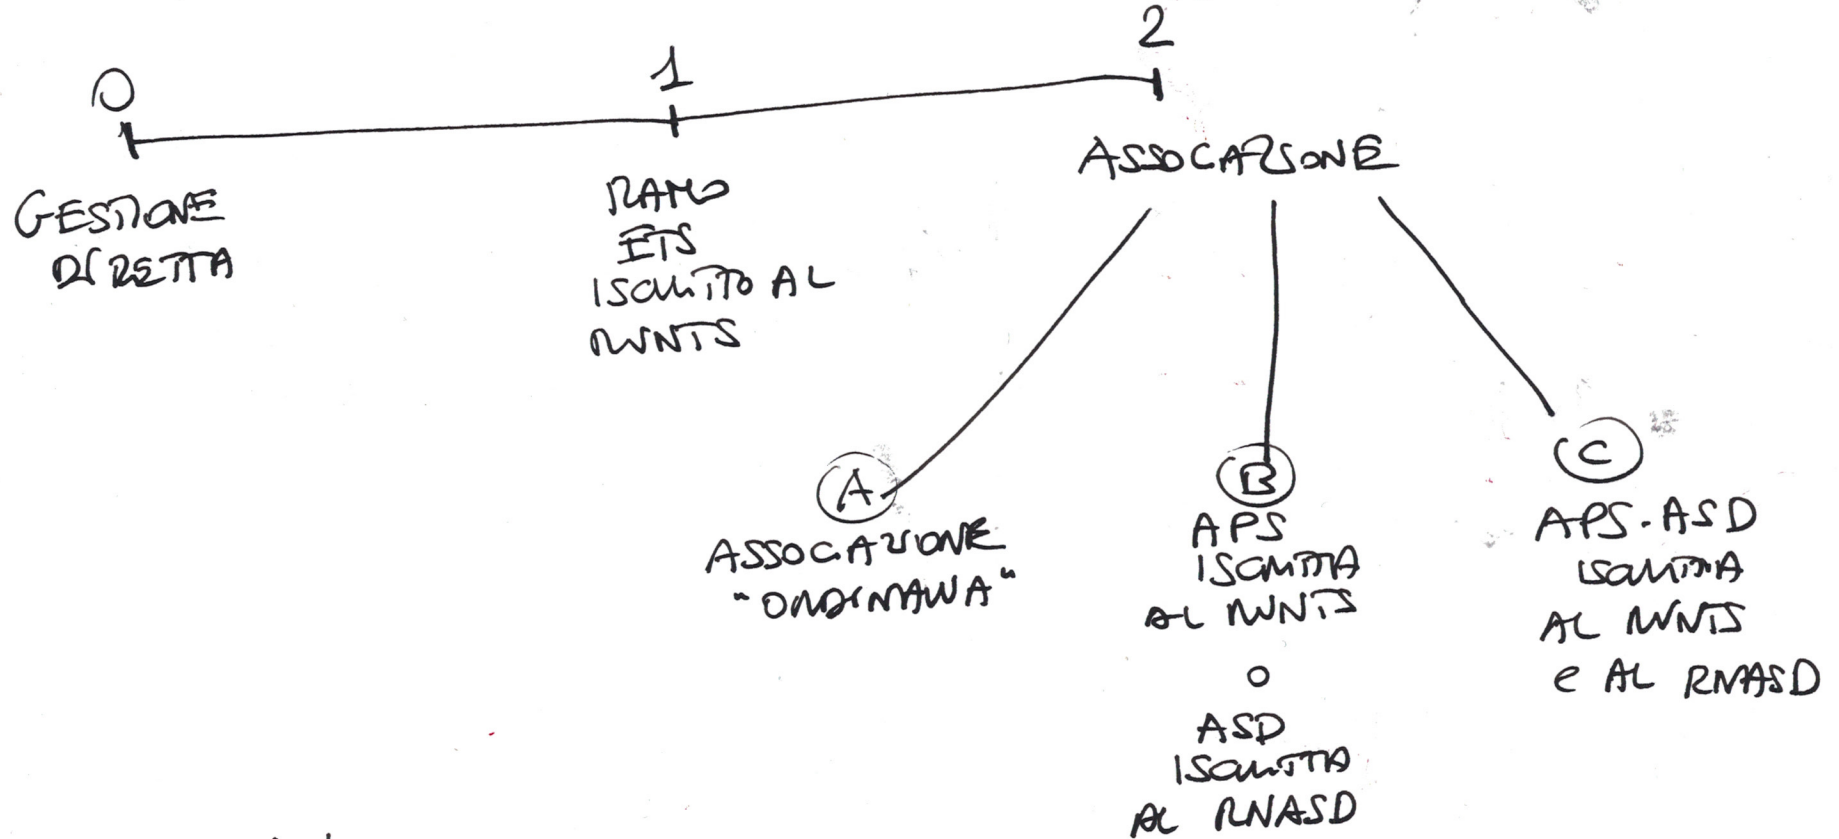 0
1
2
GESTIONE
DIRETTA
RAMO
ETS
ISCRITTO AL
RUNTS
ASSOCIAZIONE
A
ASSOCIAZIONE
"ORDINARIA"
B
APS
ISCRITTA
AL RUNTS
O
ASD
ISCRITTA
AL RNASD
C
APS-ASD
ISCRITTA
AL RUNTS
e AL RNASD